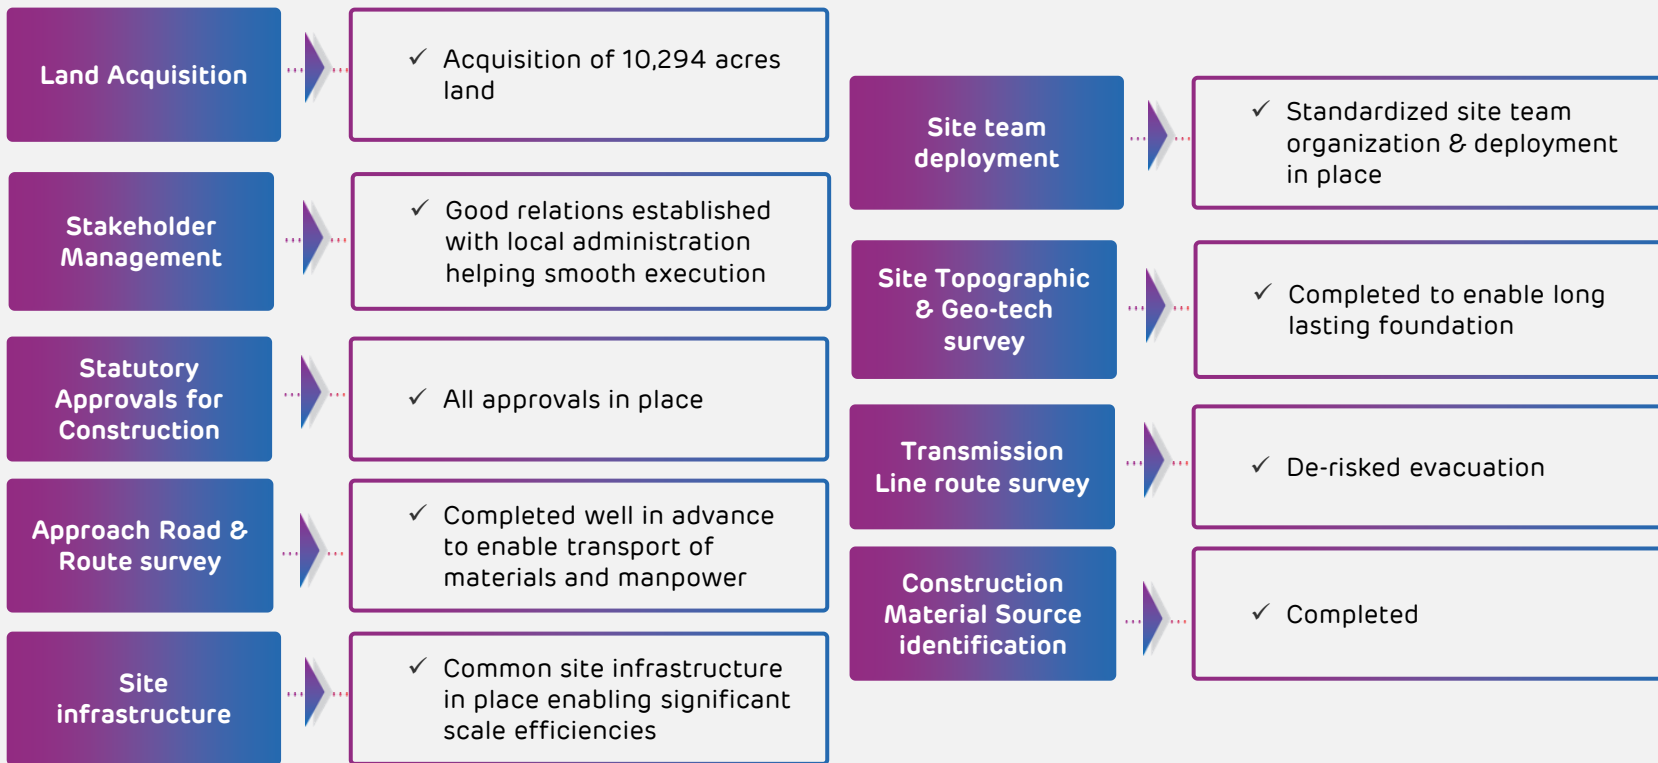 Land Acquisition
✓ Acquisition of 10,294 acres
land
Stakeholder
Management
✓ Good relations established
with local administration
helping smooth execution
Statutory
Approvals for
Construction
✓ All approvals in place
Approach Road &
Route survey
✓ Completed well in advance
to enable transport of
materials and manpower
Site
infrastructure
✓ Common site infrastructure
in place enabling significant
scale efficiencies
Site team
deployment
✓ Standardized site team
organization & deployment
in place
Site Topographic
& Geo-tech
survey
✓ Completed to enable long
lasting foundation
Transmission
Line route survey
✓ De-risked evacuation
Construction
Material Source
identification
✓ Completed